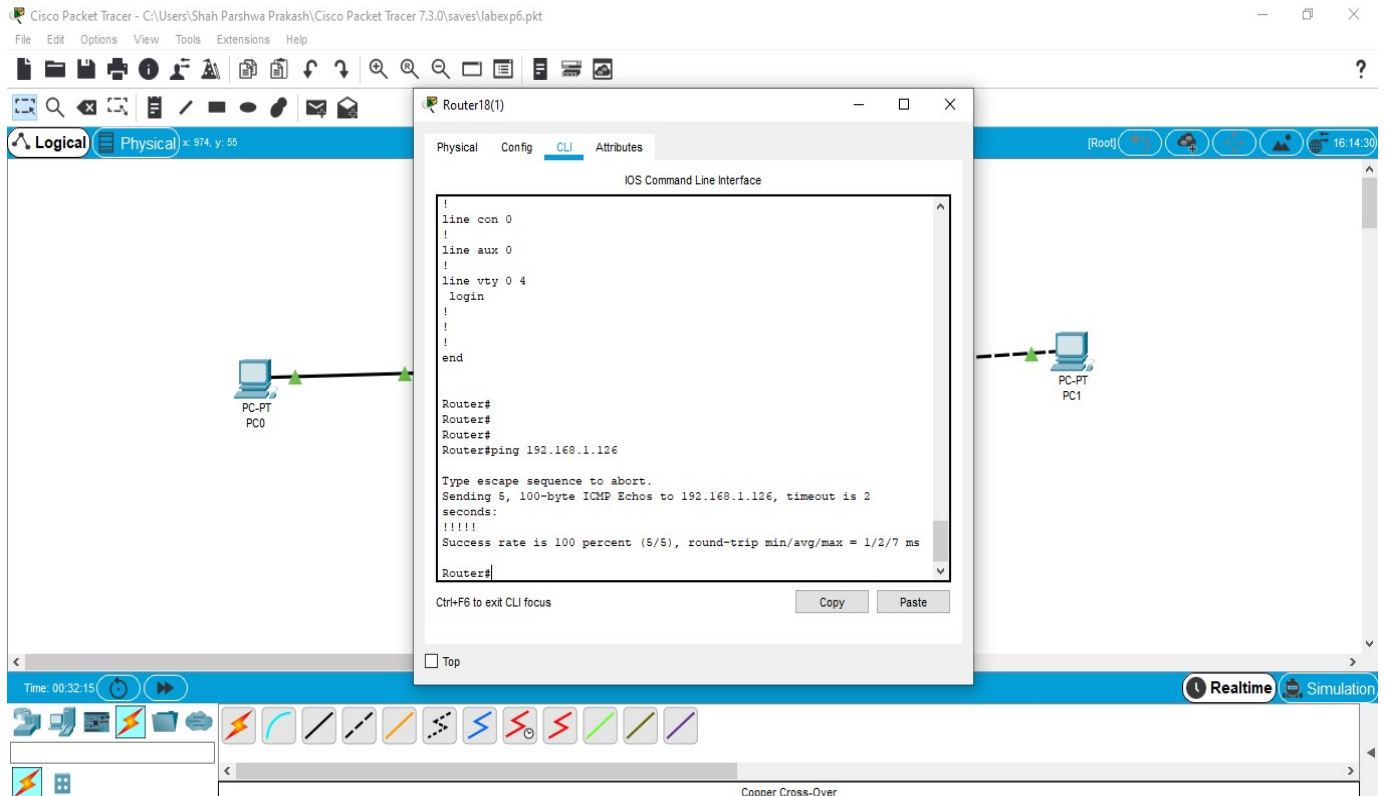 Cisco Packet Tracer - C:\Users\Shah Parshwa Prakash\Cisco Packet Tracer 7.3.0\saves\labexp6.pkt
File Edit Options View Tools Extensions Help
?
Router18(1)
Logical
Physical
x: 974, y: 55
[Root]
16:14:30
Physical Config CLI Attributes
IOS Command Line Interface
!
line con 0
!
line aux 0
!
line vty 0 4
login
!
!
!
end
Router#
Router#
Router#
Router#ping 192.168.1.126
Type escape sequence to abort.
Sending 5, 100-byte ICMP Echos to 192.168.1.126, timeout is 2
seconds:
!!!!!
Success rate is 100 percent (5/5), round-trip min/avg/max = 1/2/7 ms
Router#
Ctrl+F6 to exit CLI focus
Copy
Paste
Top
PC-PT
PC0
PC-PT
PC1
Time: 00:32:15
Realtime
Simulation
Copper Cross-Over